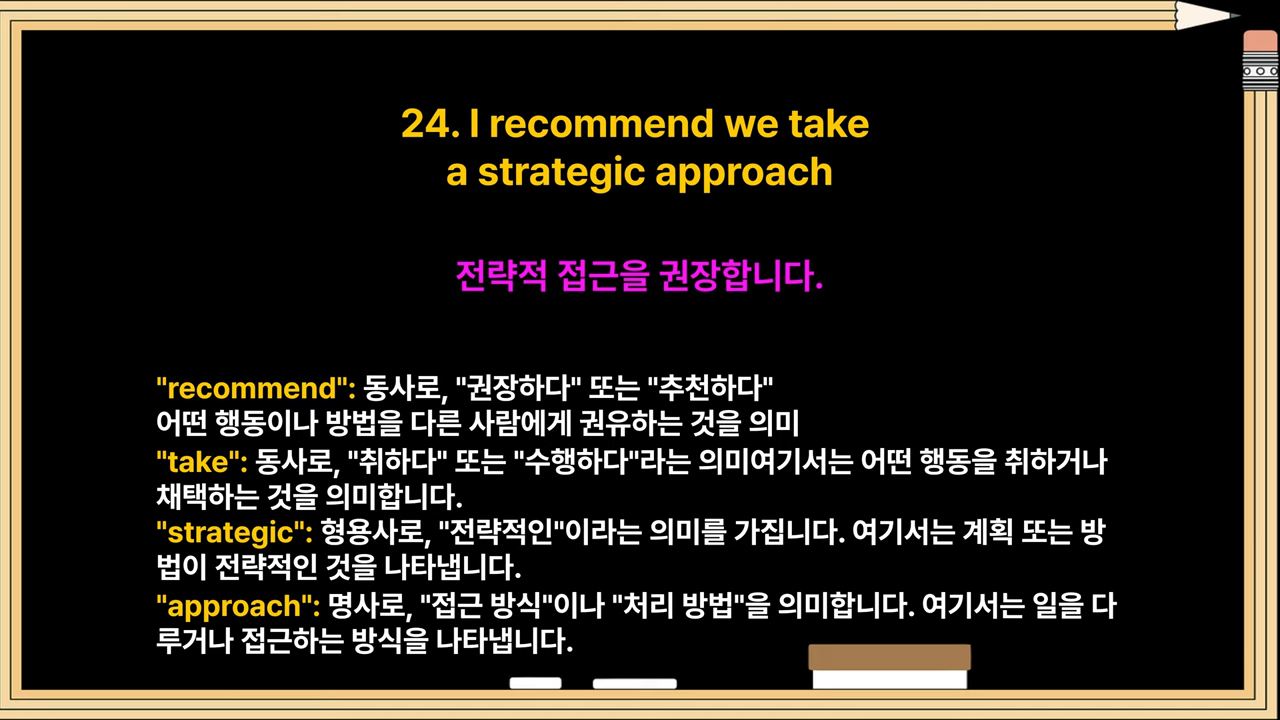 24. I recommend we take
a strategic approach
전략적 접근을 권장합니다.
"recommend": 동사로, "권장하다" 또는 "추천하다"
어떤 행동이나 방법을 다른 사람에게 권유하는 것을 의미
"take": 동사로, "취하다" 또는 "수행하다"라는 의미여기서는 어떤 행동을 취하거나
채택하는 것을 의미합니다.
"strategic": 형용사로, "전략적인"이라는 의미를 가집니다. 여기서는 계획 또는 방
법이 전략적인 것을 나타냅니다.
"approach": 명사로, "접근 방식"이나 "처리 방법"을 의미합니다. 여기서는 일을 다
루거나 접근하는 방식을 나타냅니다.